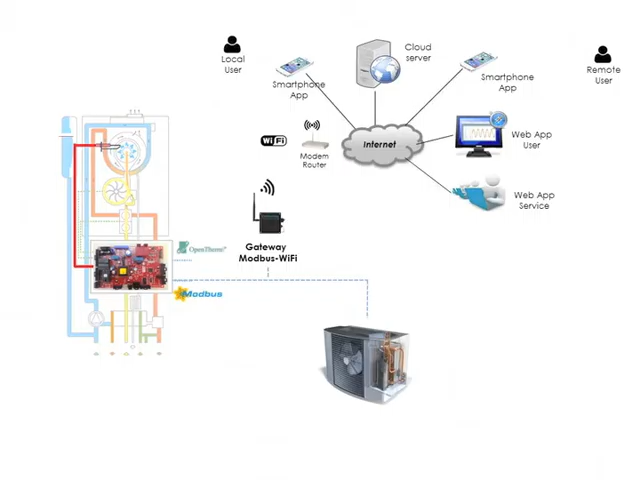 Local
User
Smartphone
App
Cloud
server
Smartphone
App
Remote
User
WiFi
Modem
Router
Internet
Web App
User
Web App
Service
OpenTherm
Gateway
Modbus-WiFi
Modbus